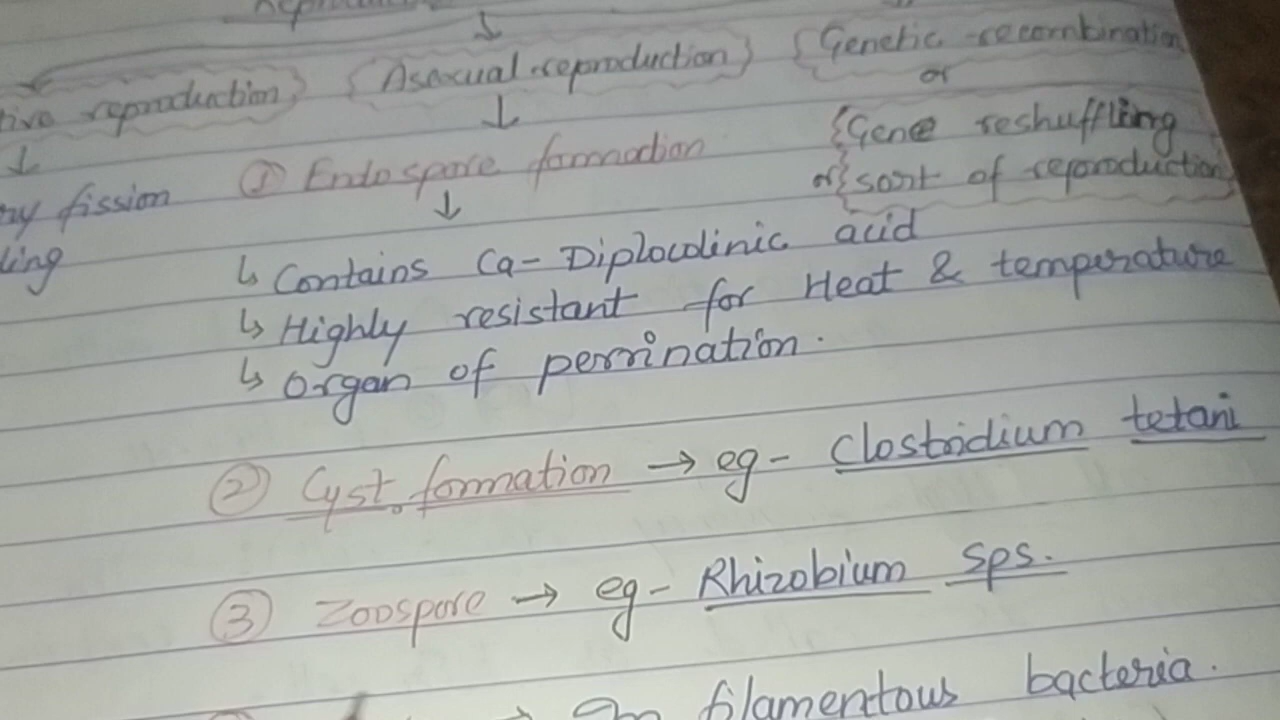 reproduction} {Asexual reproduction} {Genetic recombination
↓ ↓ or
{Gene reshuffling
ny fission ① Endospore formation or} sort of reproduction
↓
ling ↳ Contains Ca- Diplocolinic acid
↳ Highly resistant for Heat & temperature
↳ Organ of perrination.
② Cyst formation → eg- Clostridium tetani
③ Zoospore → eg- Rhizobium sps.
→ filamentous bacteria.